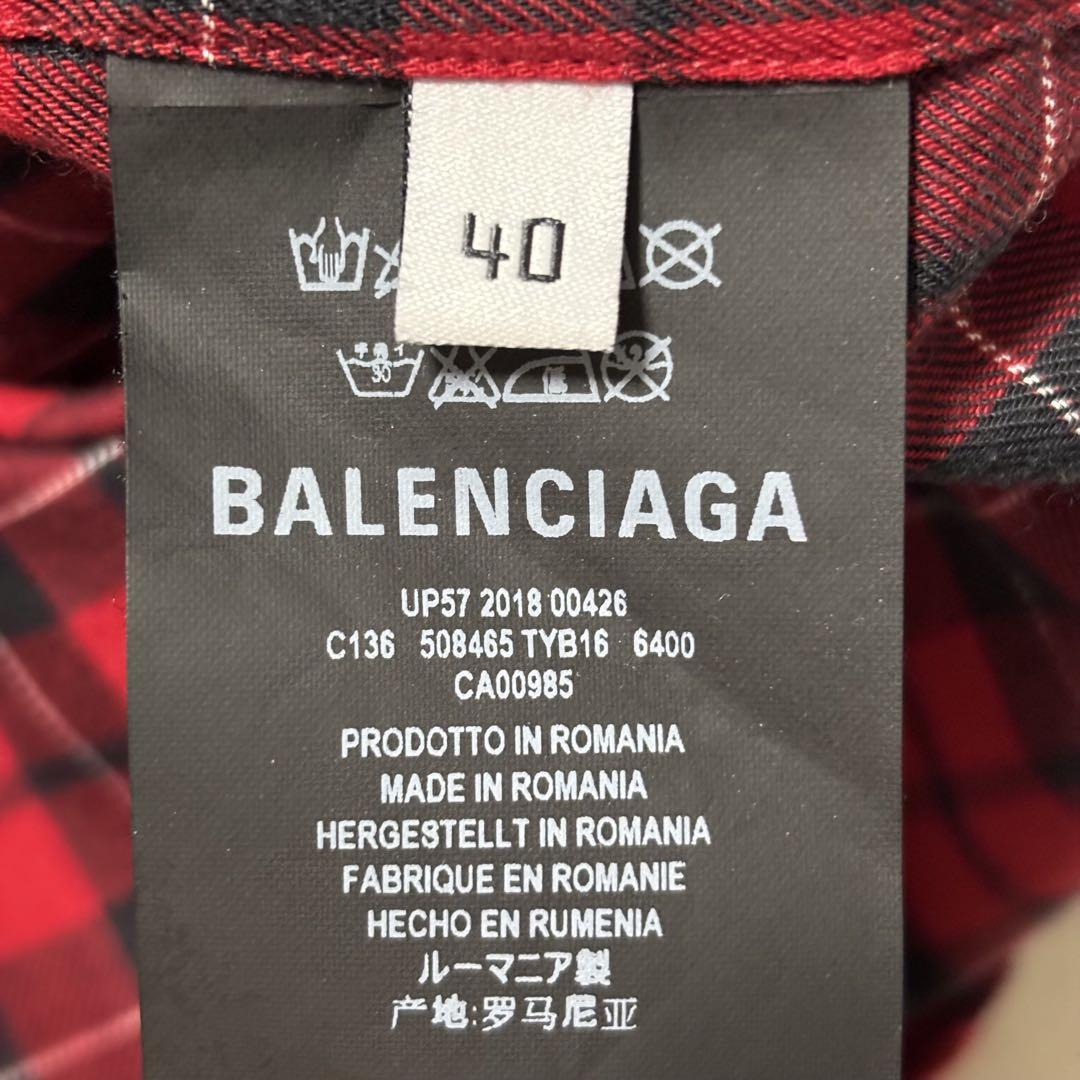 40
30
BALENCIAGA
UP57 2018 00426
C136 508465 TYB16 6400
CA00985
PRODOTTO IN ROMANIA
MADE IN ROMANIA
HERGESTELLT IN ROMANIA
FABRIQUE EN ROMANIE
HECHO EN RUMENIA
ルーマニア製
产地:罗马尼亚